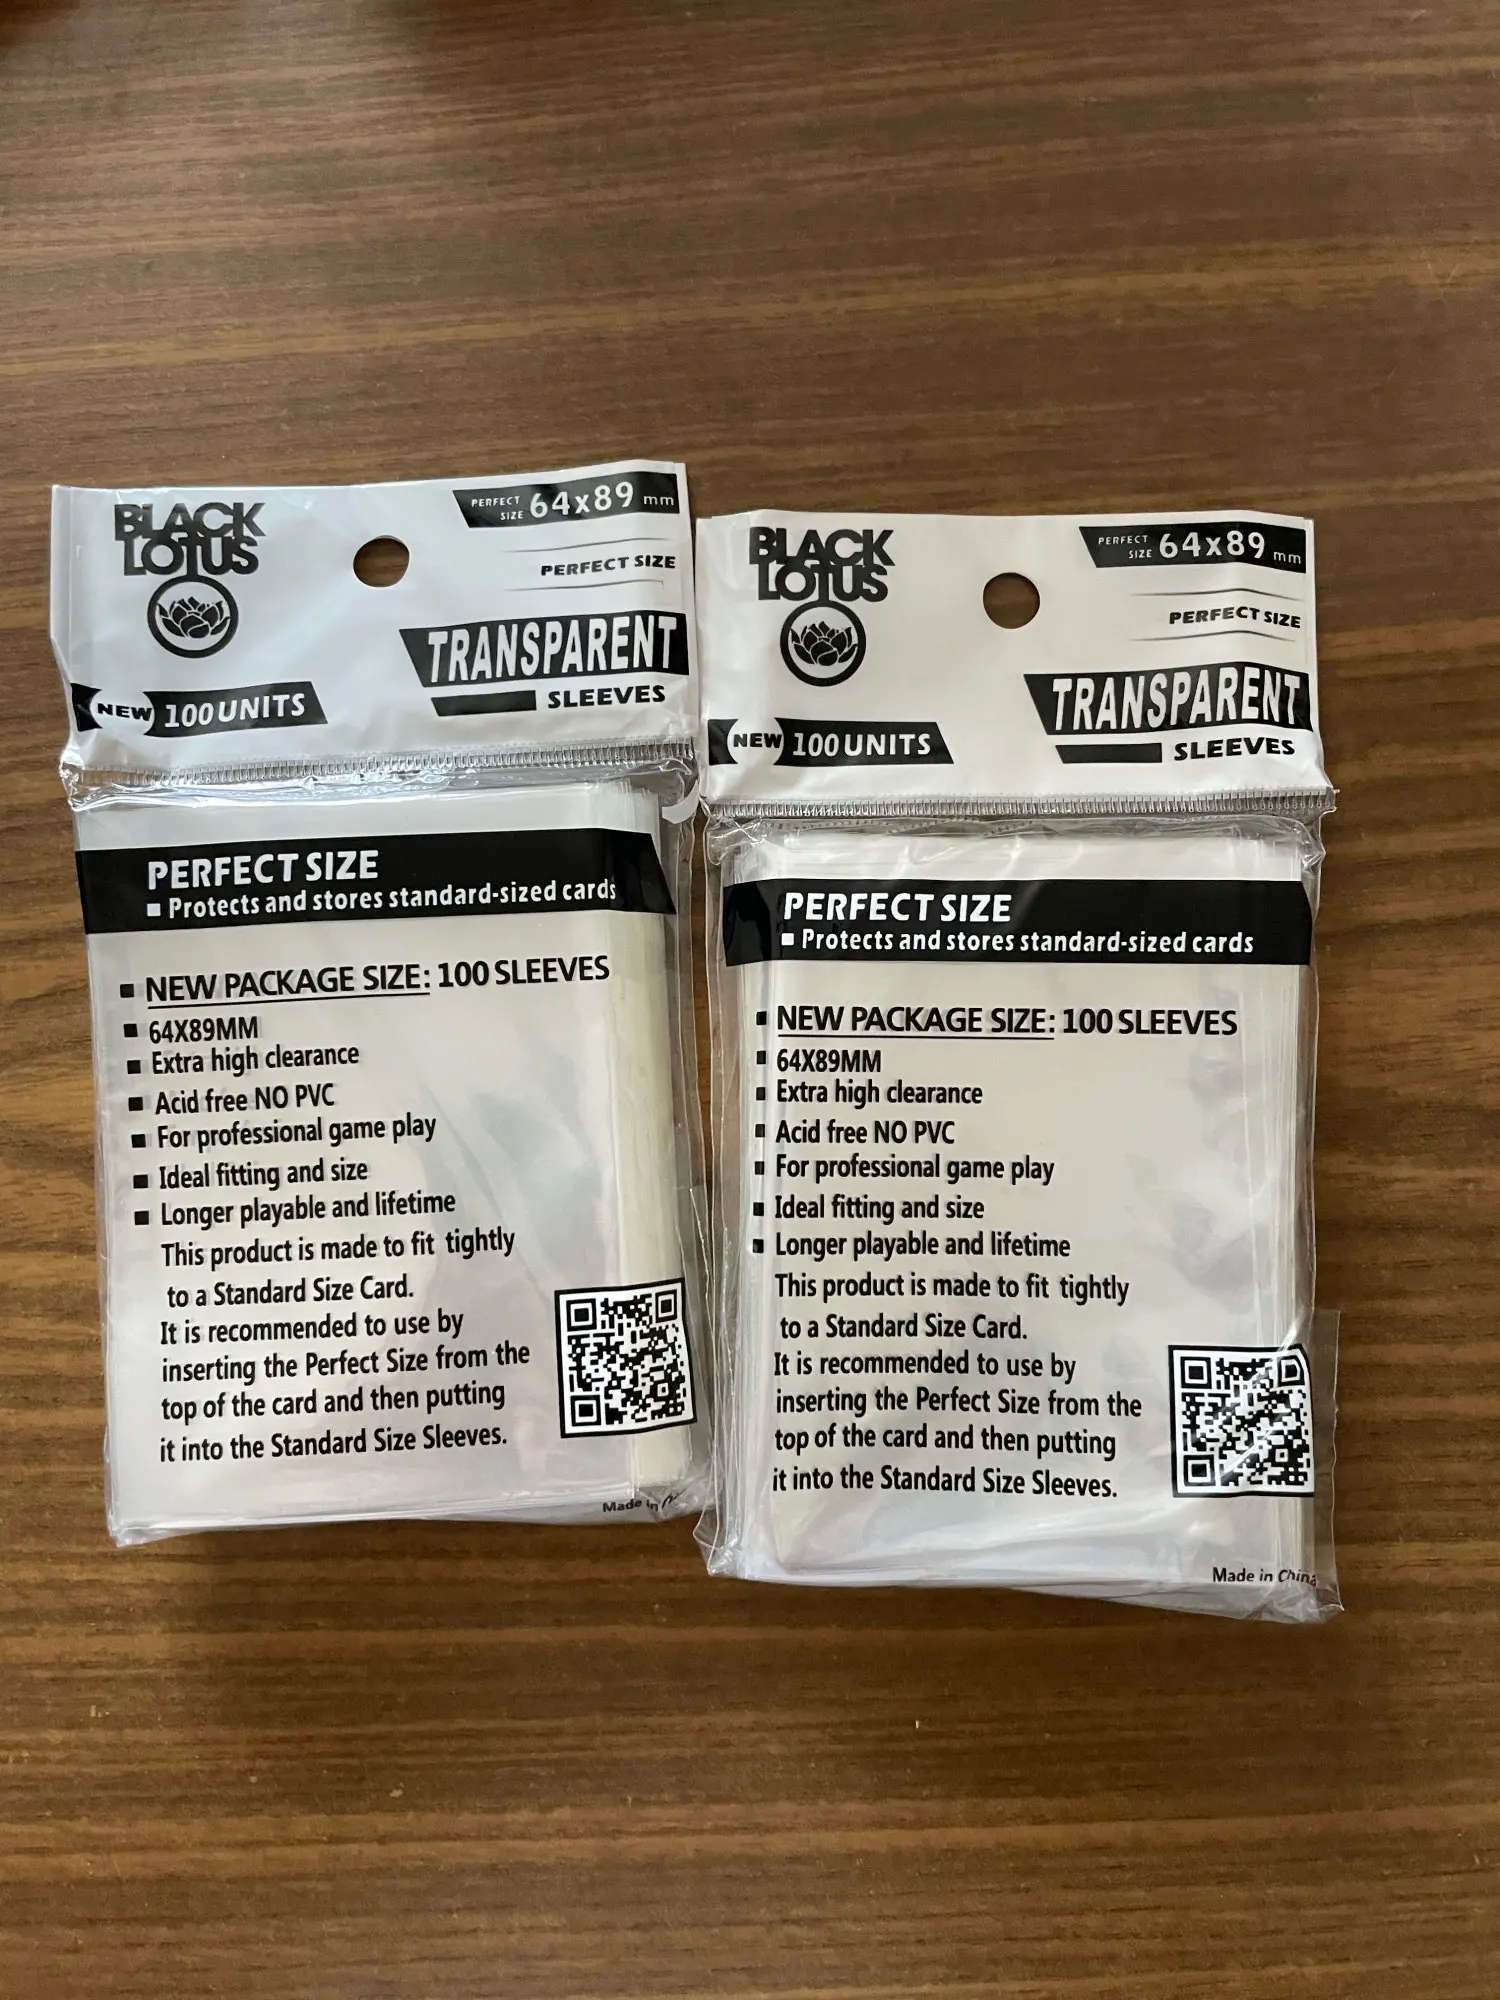 BLACK
LOTUS
PERFECT
SIZE 64x89 mm
PERFECT SIZE
TRANSPARENT
SLEEVES
NEW 100 UNITS
PERFECT SIZE
Protects and stores standard-sized cards
NEW PACKAGE SIZE: 100 SLEEVES
64X89MM
Extra high clearance
Acid free NO PVC
For professional game play
Ideal fitting and size
Longer playable and lifetime
This product is made to fit tightly
to a Standard Size Card.
It is recommended to use by
inserting the Perfect Size from the
top of the card and then putting
it into the Standard Size Sleeves.
Made in
BLACK
LOTUS
PERFECT
SIZE 64x89 mm
PERFECT SIZE
TRANSPARENT
SLEEVES
NEW 100 UNITS
PERFECT SIZE
Protects and stores standard-sized cards
NEW PACKAGE SIZE: 100 SLEEVES
64X89MM
Extra high clearance
Acid free NO PVC
For professional game play
Ideal fitting and size
Longer playable and lifetime
This product is made to fit tightly
to a Standard Size Card.
It is recommended to use by
inserting the Perfect Size from the
top of the card and then putting
it into the Standard Size Sleeves.
Made in China